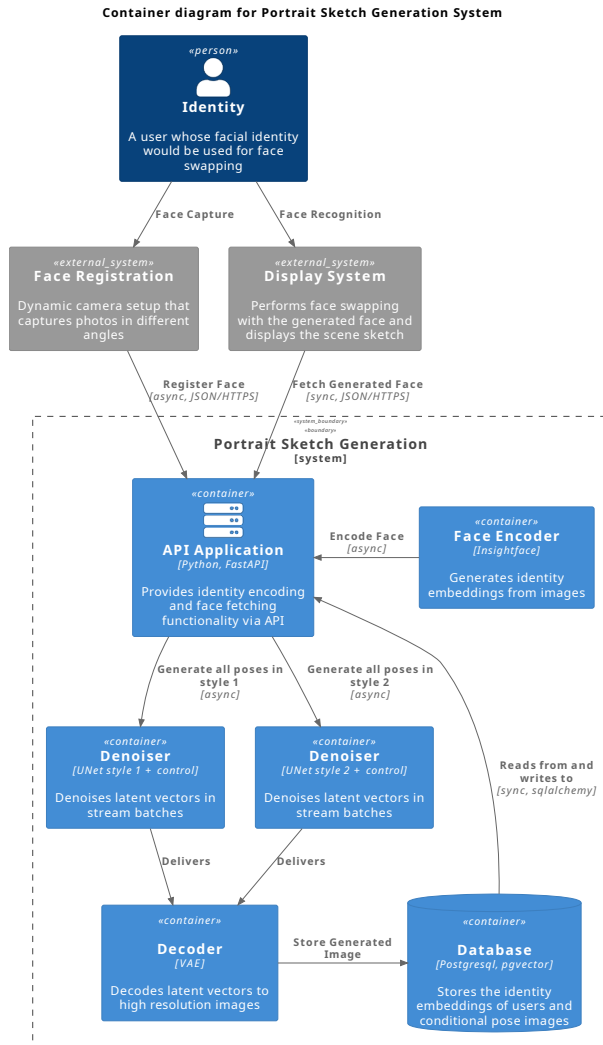 Container diagram for Portrait Sketch Generation System
«person»
Identity
A user whose facial identity
would be used for face
swapping
Face Capture
Face Recognition
«external_system»
Face Registration
Dynamic camera setup that
captures photos in different
angles
«external_system»
Display System
Performs face swapping
with the generated face and
displays the scene sketch
Register Face
[async, JSON/HTTPS]
Fetch Generated Face
[sync, JSON/HTTPS]
«system_boundary»
«boundary»
Portrait Sketch Generation
[system]
«container»
API Application
[Python, FastAPI]
Provides identity encoding
and face fetching
functionality via API
Encode Face
[async]
«container»
Face Encoder
[Insightface]
Generates identity
embeddings from images
Generate all poses in
style 1
[async]
Generate all poses in
style 2
[async]
«container»
Denoiser
[UNet style 1 + control]
Denoises latent vectors in
stream batches
«container»
Denoiser
[UNet style 2 + control]
Denoises latent vectors in
stream batches
Reads from and
writes to
[sync, sqlalchemy]
Delivers
Delivers
«container»
Decoder
[VAE]
Decodes latent vectors to
high resolution images
Store Generated
Image
«container»
Database
[Postgresql, pgvector]
Stores the identity
embeddings of users and
conditional pose images